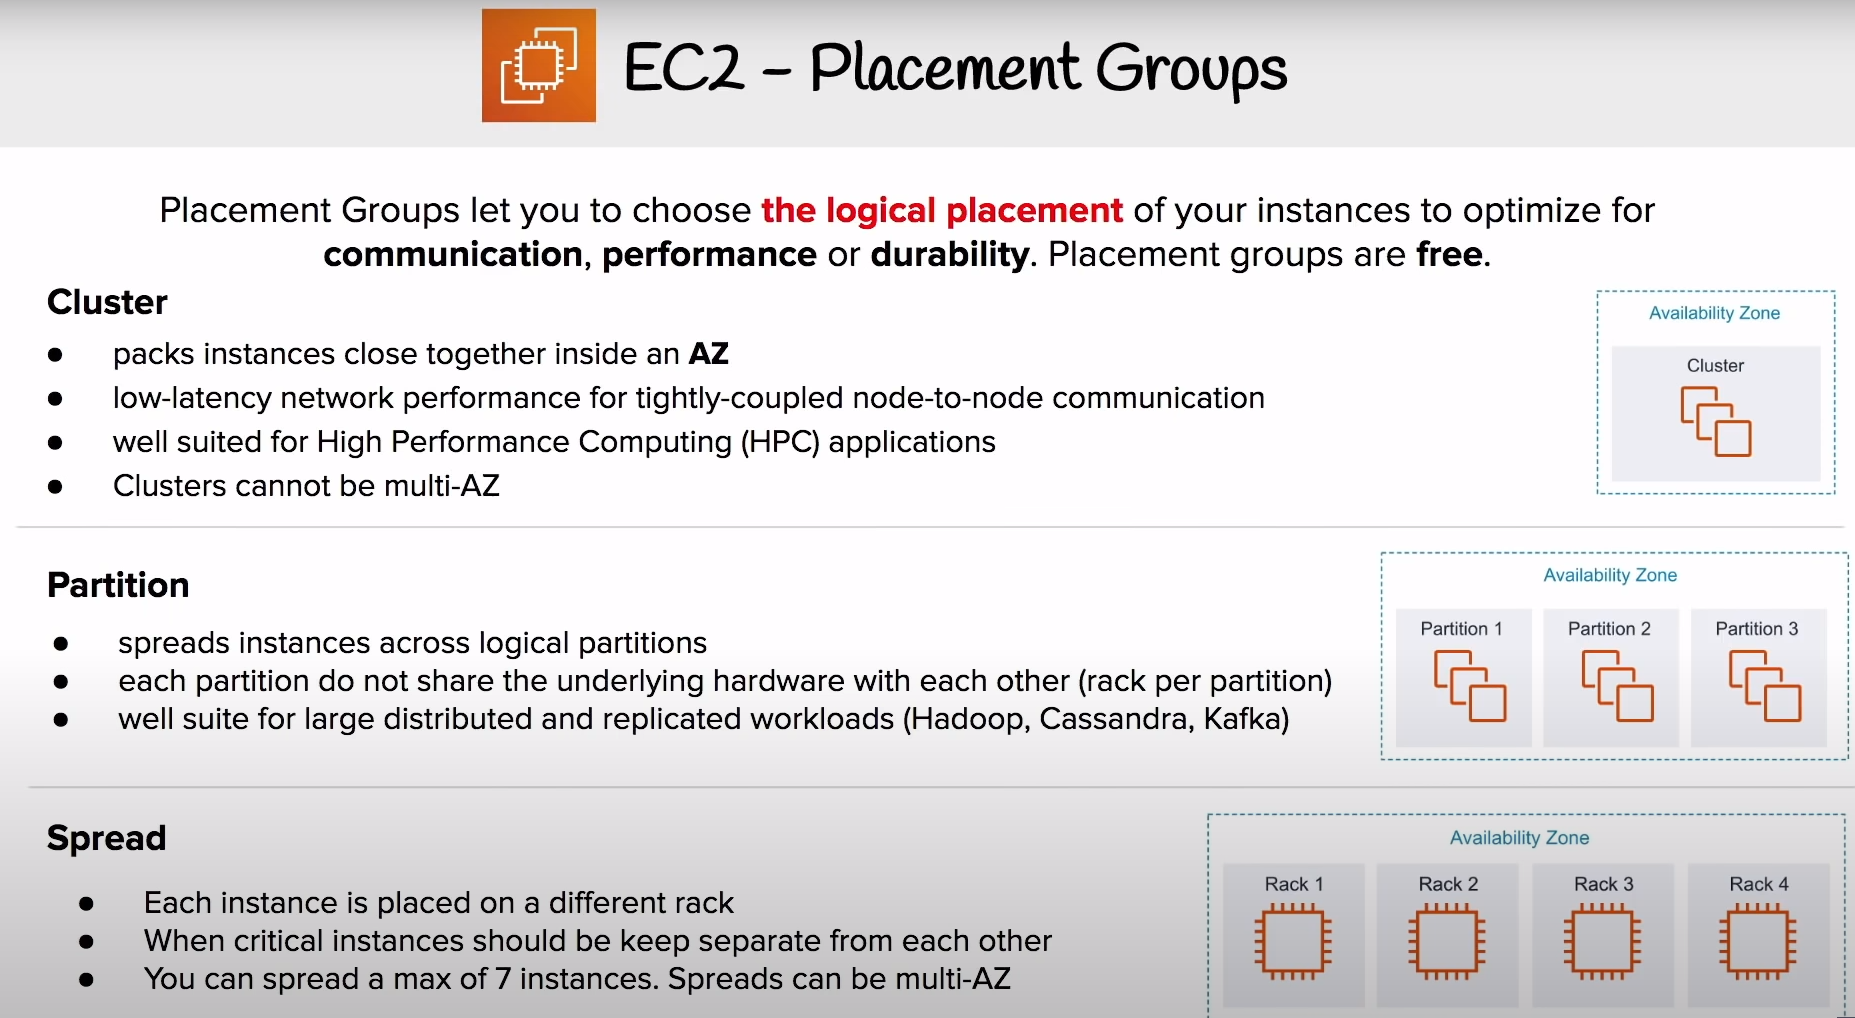 EC2 – Placement Groups
Placement Groups let you to choose the logical placement of your instances to optimize for
communication, performance or durability. Placement groups are free.
Cluster
● packs instances close together inside an AZ
● low-latency network performance for tightly-coupled node-to-node communication
● well suited for High Performance Computing (HPC) applications
● Clusters cannot be multi-AZ
Availability Zone
Cluster
Partition
● spreads instances across logical partitions
● each partition do not share the underlying hardware with each other (rack per partition)
● well suite for large distributed and replicated workloads (Hadoop, Cassandra, Kafka)
Availability Zone
Partition 1 Partition 2 Partition 3
Spread
● Each instance is placed on a different rack
● When critical instances should be keep separate from each other
● You can spread a max of 7 instances. Spreads can be multi-AZ
Availability Zone
Rack 1 Rack 2 Rack 3 Rack 4